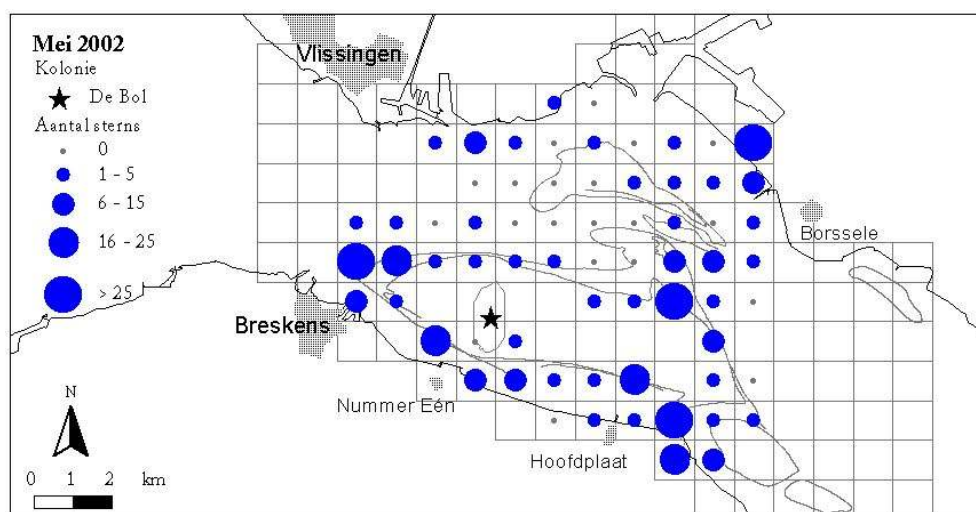 Mei 2002
Kolonie
De Bol
Aantal sterns
0
1 - 5
6 - 15
16 - 25
> 25
Vlissingen
Borssele
Breskens
Nummer Eén
Hoofdplaat
N
0 1 2 km